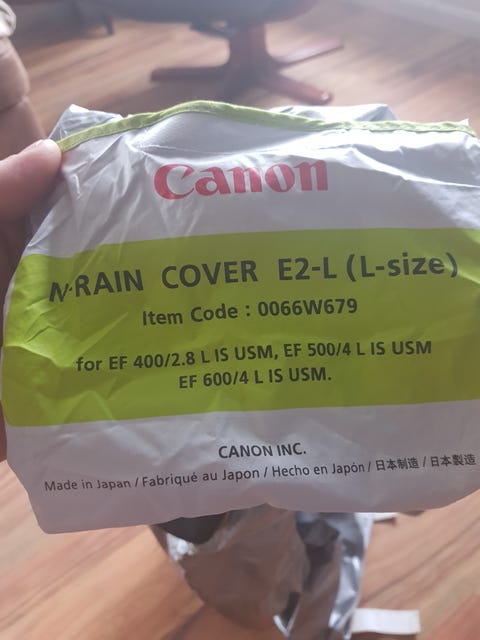 Canon
RAIN COVER E2-L (L-size)
Item Code : 0066W679
for EF 400/2.8 L IS USM, EF 500/4 L IS USM
EF 600/4 L IS USM.
CANON INC.
Made in Japan / Fabriqué au Japon / Hecho en Japón / 日本制造 / 日本製造